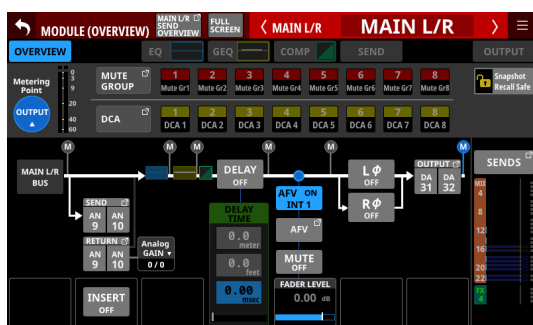 MODULE (OVERVIEW)
MAIN L/R
SEND
OVERVIEW
FULL
SCREEN
MAIN L/R
MAIN L/R
OVERVIEW
EQ
GEQ
COMP
SEND
OUTPUT
Metering
Point
0
3
9
20
40
60
OUTPUT
MUTE
GROUP
1 2 3 4 5 6 7 8
Mute Gr1 Mute Gr2 Mute Gr3 Mute Gr4 Mute Gr5 Mute Gr6 Mute Gr7 Mute Gr8
DCA
1 2 3 4 5 6 7 8
DCA 1 DCA 2 DCA 3 DCA 4 DCA 5 DCA 6 DCA 7 DCA 8
Snapshot
Recall Safe
M M M M M
MAIN L/R
BUS
SEND
AN 9 AN 10
RETURN
AN 9 AN 10
Analog
GAIN
0 / 0
INSERT
OFF
DELAY
OFF
DELAY
TIME
0.0
meter
0.0
feet
0.00
msec
AFV ON
INT 1
AFV
MUTE
OFF
FADER LEVEL
0.00 dB
L Φ
OFF
R Φ
OFF
OUTPUT
DA 31 DA 32
SENDS
MIX
4
8
12
16
20
22
FX
4